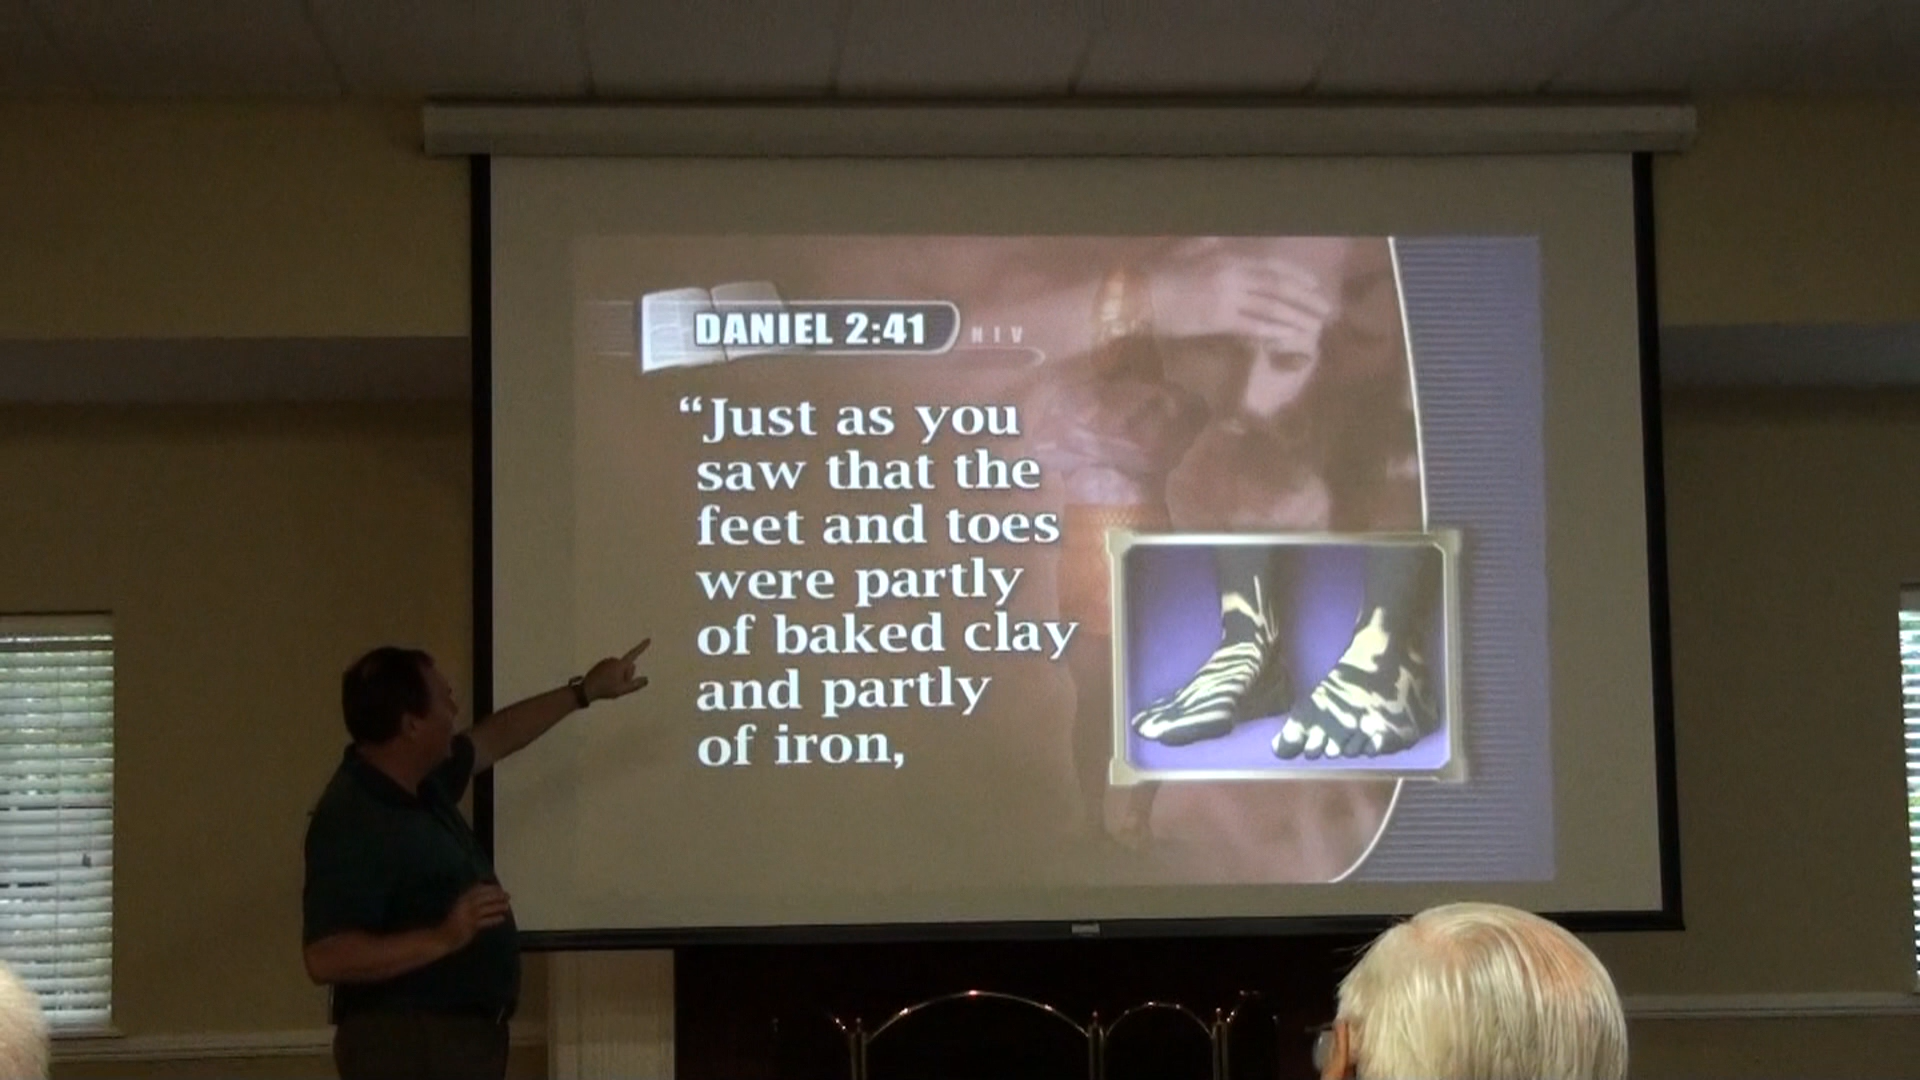 DANIEL 2:41 NIV
“Just as you
saw that the
feet and toes
were partly
of baked clay
and partly
of iron,